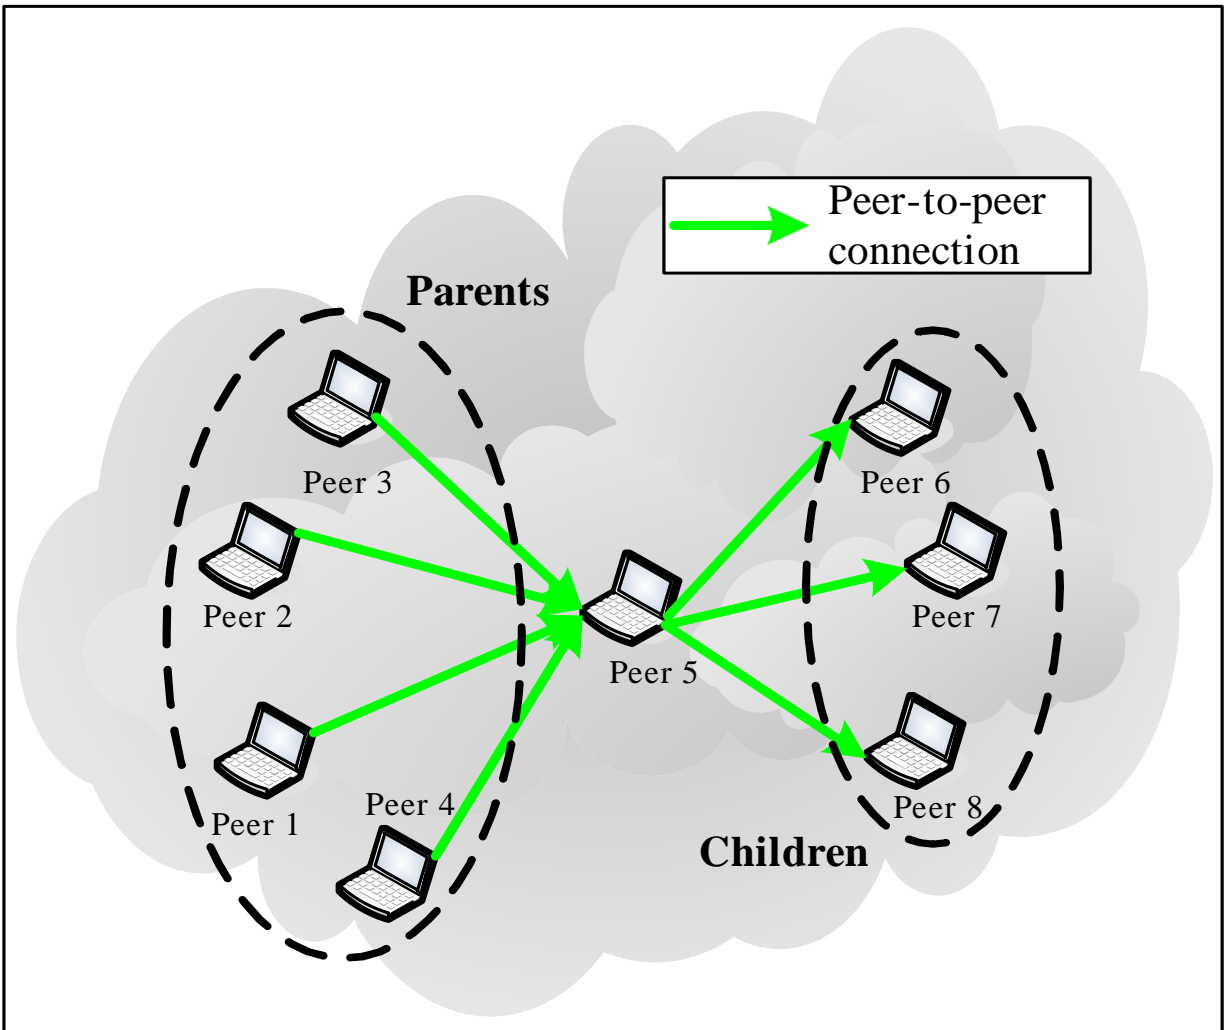 Peer-to-peer
connection
Parents
Peer 3
Peer 6
Peer 2
Peer 7
Peer 5
Peer 4
Peer 1
Peer 8
Children